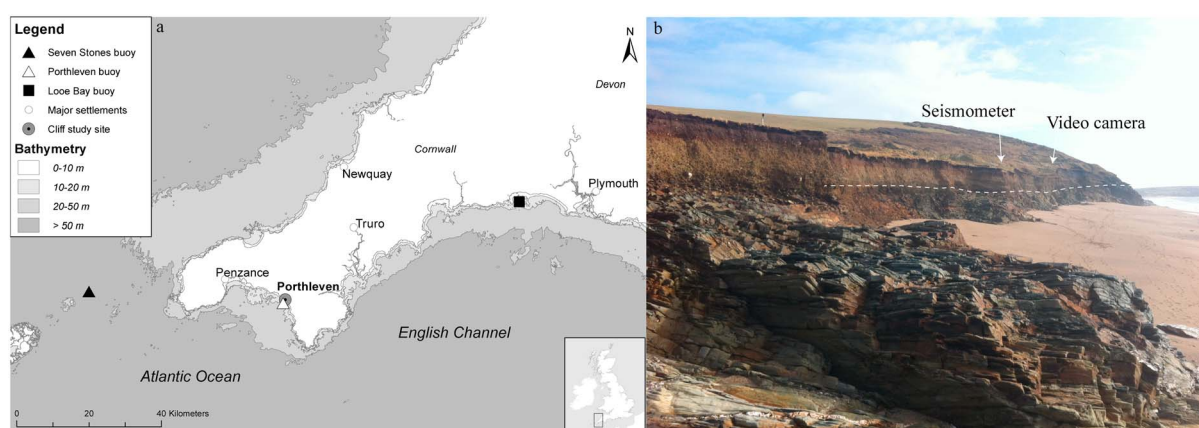 Legend
Seven Stones buoy
Porthleven buoy
Looe Bay buoy
Major settlements
Cliff study site
Bathymetry
0-10 m
10-20 m
20-50 m
> 50 m
a
N
Devon
Cornwall
Newquay
Plymouth
Truro
Penzance
Porthleven
English Channel
Atlantic Ocean
0 20 40 Kilometers
b
Seismometer
Video camera